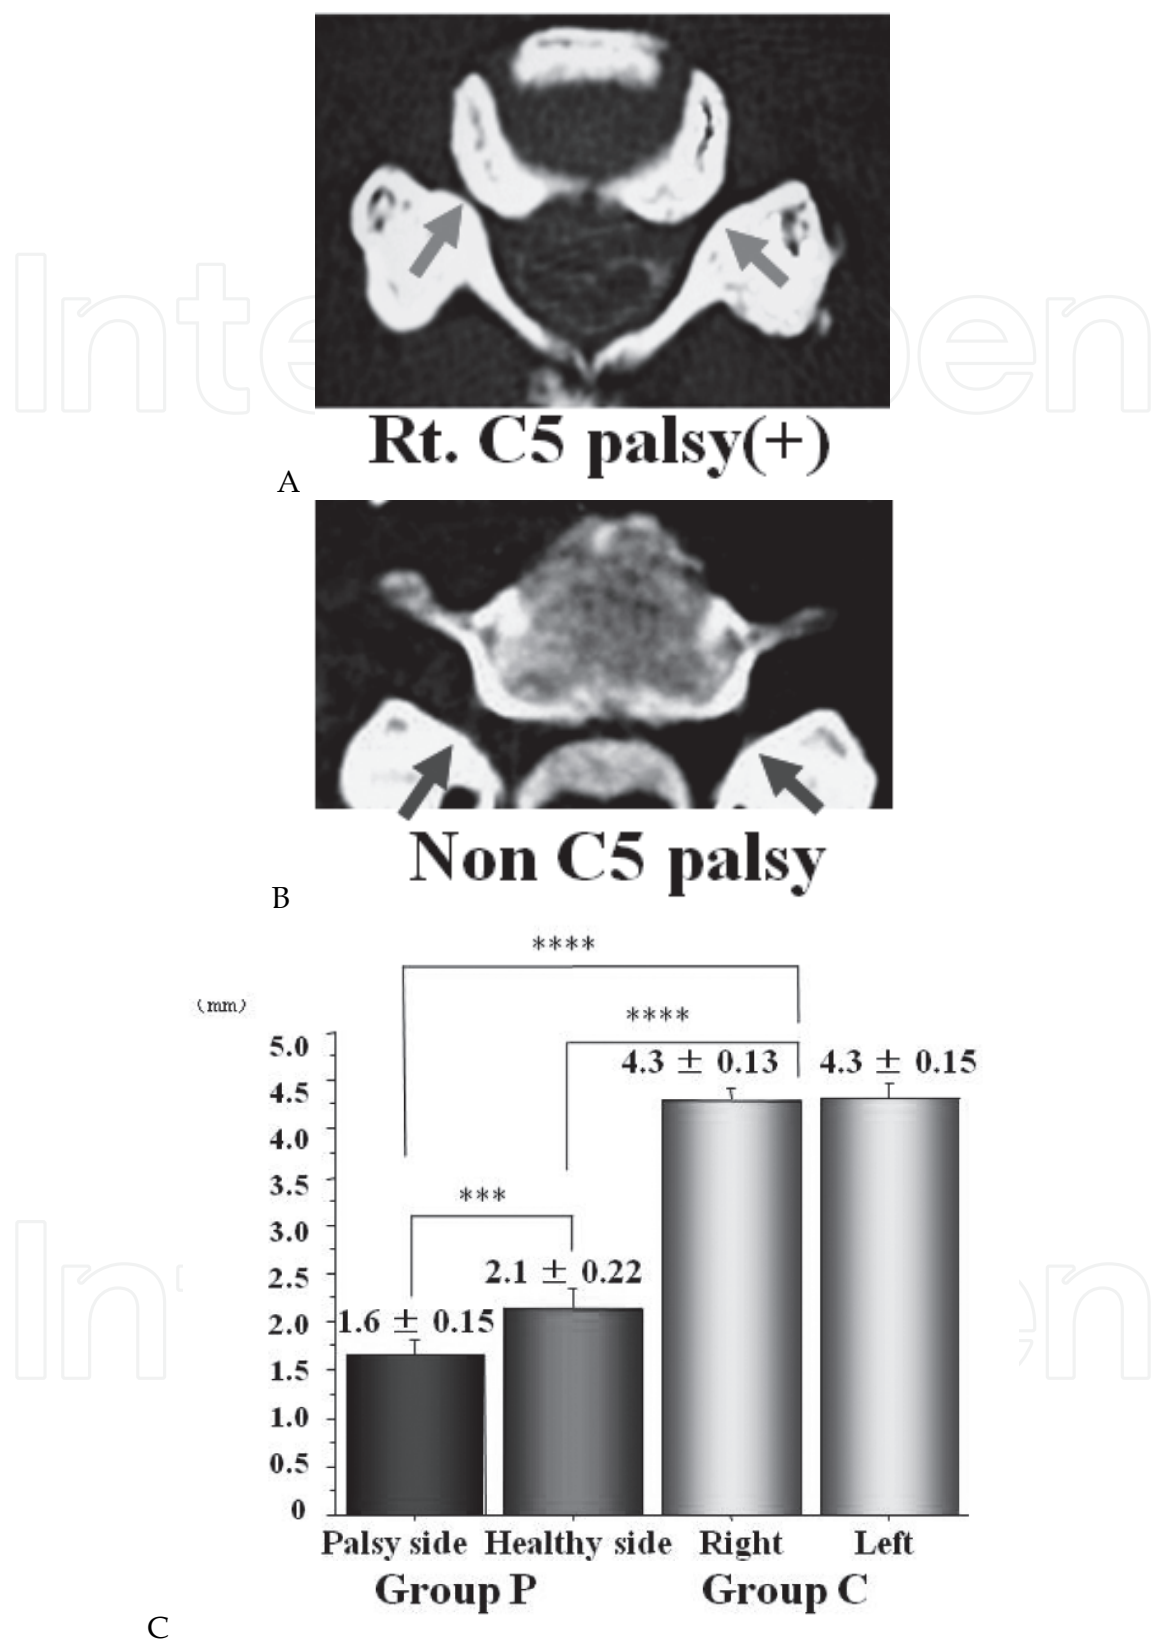 Rt. C5 palsy(+)
A
Non C5 palsy
B
****
(mm)
****
5.0
4.3 ± 0.13 4.3 ± 0.15
4.5
4.0
3.5
***
3.0
2.5
2.1 ± 0.22
2.0
1.6 ± 0.15
1.5
1.0
0.5
0
Palsy side Healthy side Right Left
Group P Group C
C